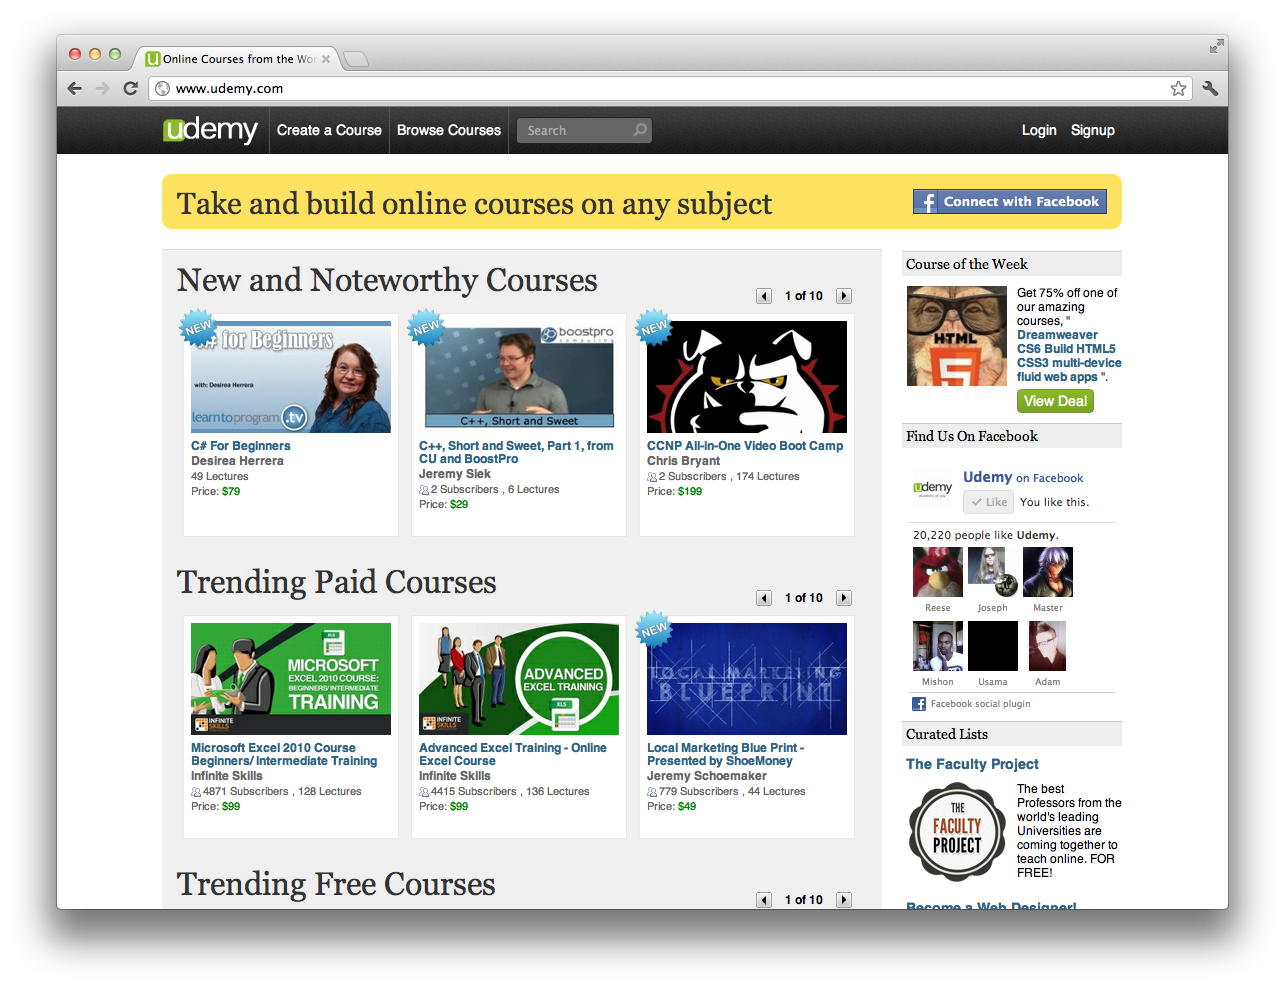 Online Courses from the Wor
www.udemy.com
udemy
Create a Course
Browse Courses
Search
Login
Signup
Take and build online courses on any subject
f Connect with Facebook
New and Noteworthy Courses
1 of 10
NEW
C# for Beginners
with: Desirea Herrera
learntoprogram.tv
C# For Beginners
Desirea Herrera
49 Lectures
Price: $79
NEW
boostpro
computing
C++, Short and Sweet
C++, Short and Sweet, Part 1, from
CU and BoostPro
Jeremy Siek
2 Subscribers , 6 Lectures
Price: $29
NEW
CCNP All-in-One Video Boot Camp
Chris Bryant
2 Subscribers , 174 Lectures
Price: $199
Trending Paid Courses
1 of 10
XLS
MICROSOFT
EXCEL 2010 COURSE:
BEGINNERS/INTERMEDIATE
TRAINING
INFINITE
SKILLS
Microsoft Excel 2010 Course
Beginners/ Intermediate Training
Infinite Skills
4871 Subscribers , 128 Lectures
Price: $99
ADVANCED
EXCEL TRAINING
XLS
INFINITE
SKILLS
Advanced Excel Training - Online
Excel Course
Infinite Skills
4415 Subscribers , 136 Lectures
Price: $99
NEW
LOCAL MARKETING
BLUEPRINT
Local Marketing Blue Print -
Presented by ShoeMoney
Jeremy Schoemaker
779 Subscribers , 44 Lectures
Price: $49
Trending Free Courses
1 of 10
Course of the Week
HTML
5
Get 75% off one of
our amazing
courses, "
Dreamweaver
CS6 Build HTML5
CSS3 multi-device
fluid web apps ".
View Deal
Find Us On Facebook
udemy
Udemy on Facebook
Like
You like this.
20,220 people like Udemy.
Reese
Joseph
Master
Mishon
Usama
Adam
Facebook social plugin
Curated Lists
The Faculty Project
THE
FACULTY
PROJECT
The best
Professors from the
world's leading
Universities are
coming together to
teach online. FOR
FREE!
Become a Web Designer!